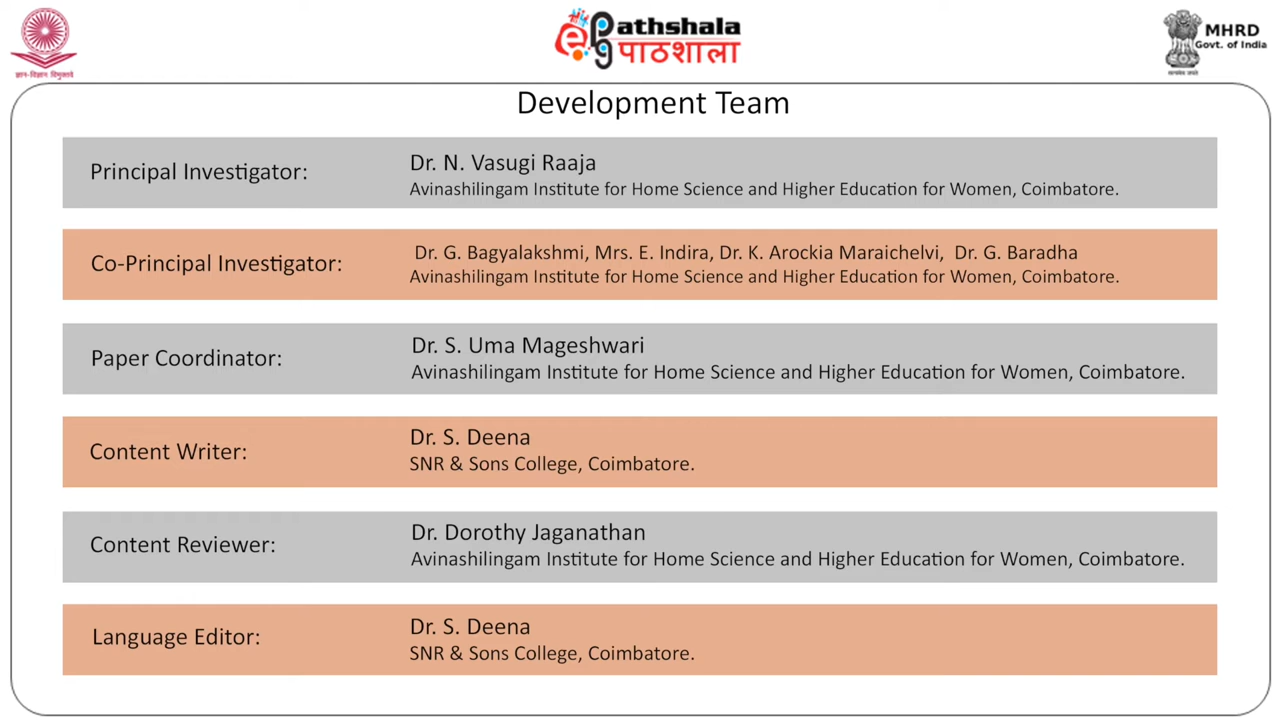 ज्ञान-विज्ञान विमुक्तये
ePG Pathshala
पाठशाला
MHRD
Govt. of India
सत्यमेव जयते
Development Team
Principal Investigator:
Dr. N. Vasugi Raaja
Avinashilingam Institute for Home Science and Higher Education for Women, Coimbatore.
Co-Principal Investigator:
Dr. G. Bagyalakshmi, Mrs. E. Indira, Dr. K. Arockia Maraichelvi, Dr. G. Baradha
Avinashilingam Institute for Home Science and Higher Education for Women, Coimbatore.
Paper Coordinator:
Dr. S. Uma Mageshwari
Avinashilingam Institute for Home Science and Higher Education for Women, Coimbatore.
Content Writer:
Dr. S. Deena
SNR & Sons College, Coimbatore.
Content Reviewer:
Dr. Dorothy Jaganathan
Avinashilingam Institute for Home Science and Higher Education for Women, Coimbatore.
Language Editor:
Dr. S. Deena
SNR & Sons College, Coimbatore.